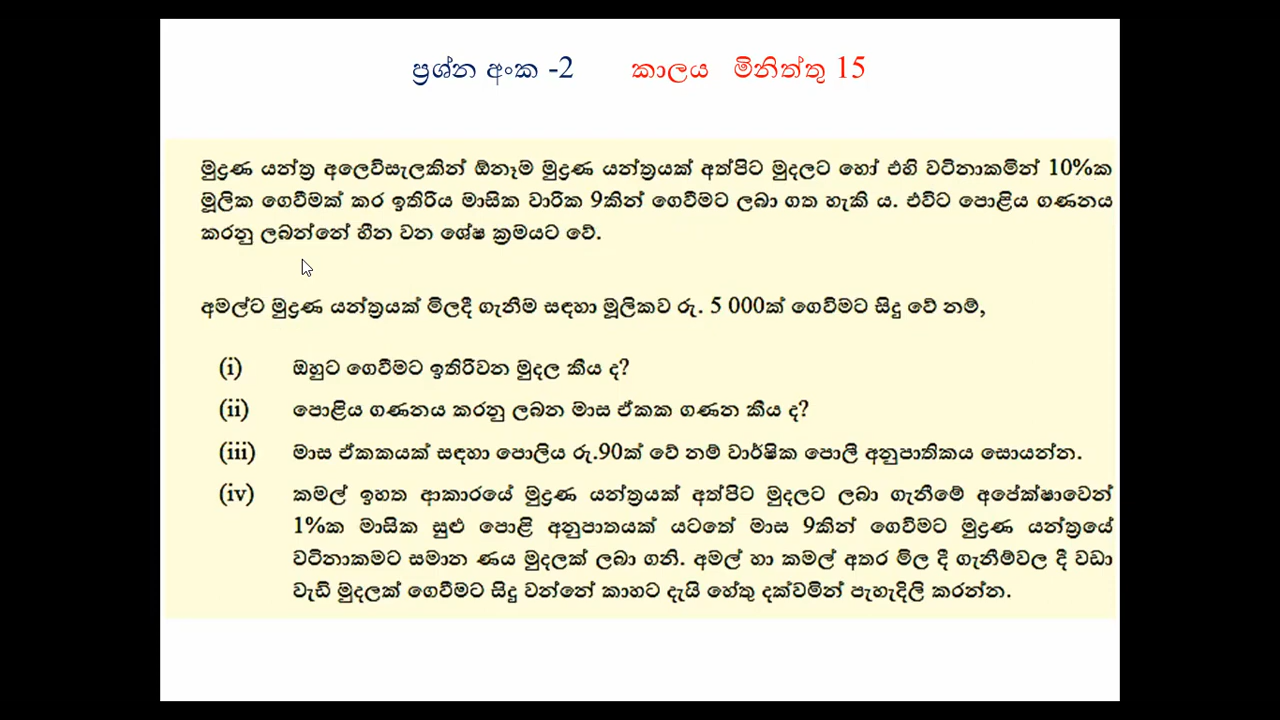 ප්‍රශ්න අංක -2 කාලය මිනිත්තු 15
මුද්‍රණ යන්ත්‍ර අලෙවිසැලකින් ඕනෑම මුද්‍රණ යන්ත්‍රයක් අත්පිට මුදලට හෝ එහි වටිනාකමින් 10%ක
මූලික ගෙවීමක් කර ඉතිරිය මාසික වාරික 9කින් ගෙවීමට ලබා ගත හැකි ය. එවිට පොළිය ගණනය
කරනු ලබන්නේ හීන වන ශේෂ ක්‍රමයට වේ.
අමල්ට මුද්‍රණ යන්ත්‍රයක් මිලදී ගැනීම සඳහා මූලිකව රු. 5 000ක් ගෙවීමට සිදු වේ නම්,
(i) ඔහුට ගෙවීමට ඉතිරිවන මුදල කීය ද?
(ii) පොළිය ගණනය කරනු ලබන මාස ඒකක ගණන කීය ද?
(iii) මාස ඒකකයක් සඳහා පොලිය රු.90ක් වේ නම් වාර්ෂික පොලී අනුපාතිකය සොයන්න.
(iv) කමල් ඉහත ආකාරයේ මුද්‍රණ යන්ත්‍රයක් අත්පිට මුදලට ලබා ගැනීමේ අපේක්ෂාවෙන්
1%ක මාසික සුළු පොළී අනුපාතයක් යටතේ මාස 9කින් ගෙවීමට මුද්‍රණ යන්ත්‍රයේ
වටිනාකමට සමාන ණය මුදලක් ලබා ගනී. අමල් හා කමල් අතර මිල දී ගැනීම්වල දී වඩා
වැඩි මුදලක් ගෙවීමට සිදු වන්නේ කාහට දැයි හේතු දක්වමින් පැහැදිලි කරන්න.